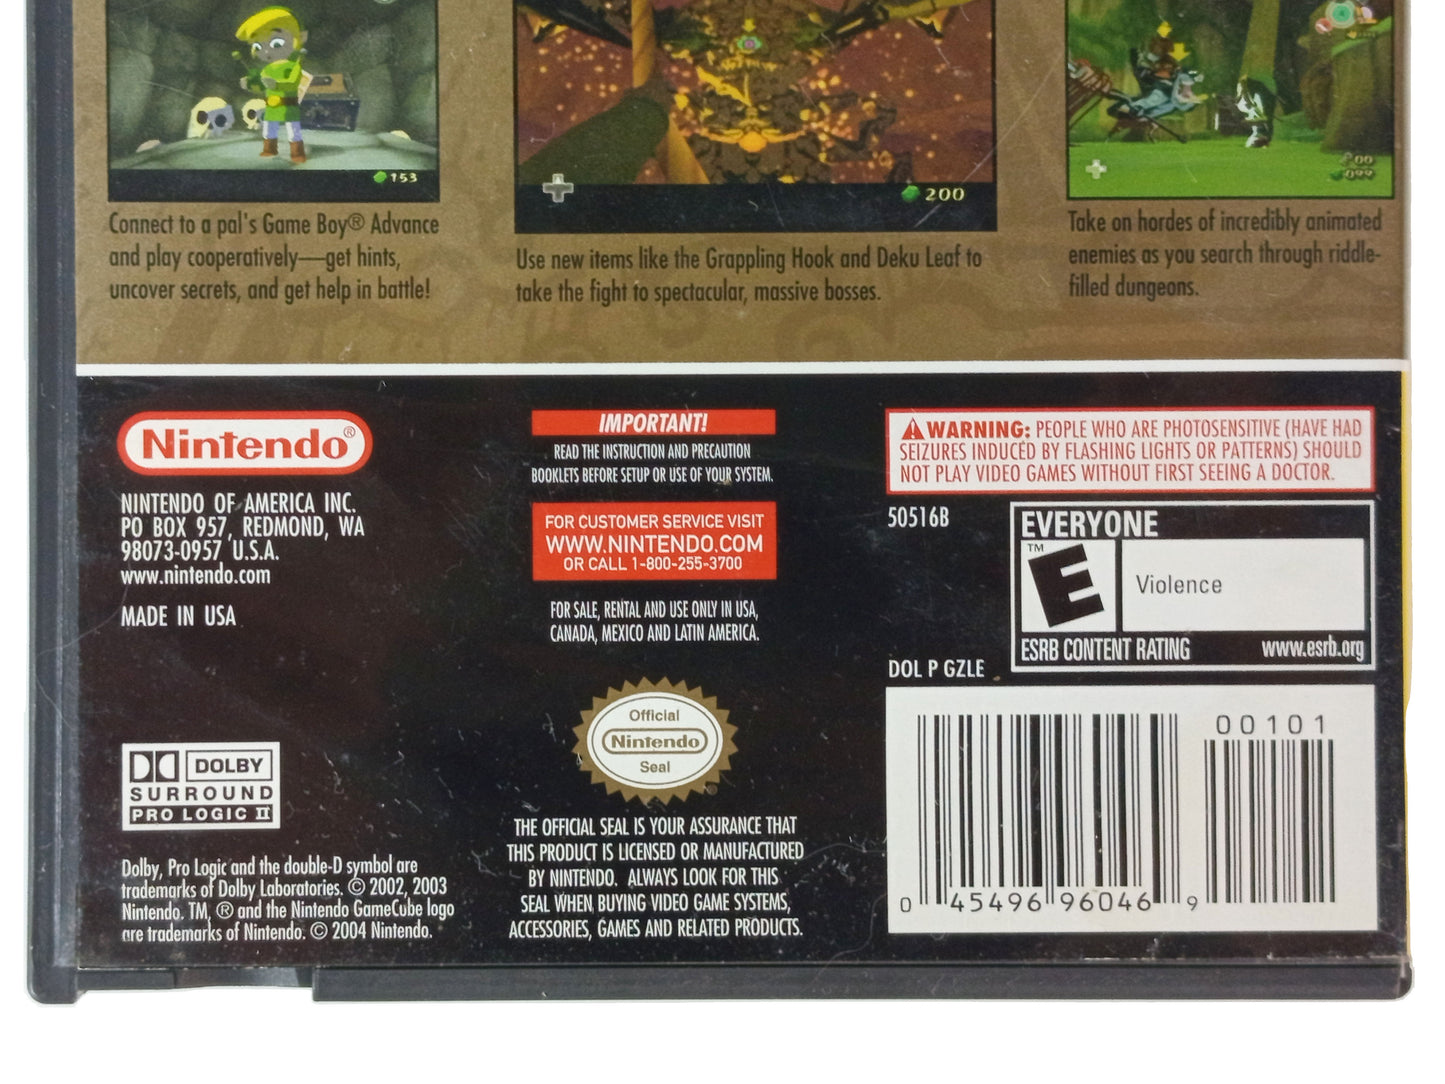 153
200
00
099
Connect to a pal's Game Boy® Advance
and play cooperatively—get hints,
uncover secrets, and get help in battle!
Use new items like the Grappling Hook and Deku Leaf to
take the fight to spectacular, massive bosses.
Take on hordes of incredibly animated
enemies as you search through riddle-
filled dungeons.
Nintendo®
NINTENDO OF AMERICA INC.
PO BOX 957, REDMOND, WA
98073-0957 U.S.A.
www.nintendo.com
MADE IN USA
DOLBY
SURROUND
PRO LOGIC II
Dolby, Pro Logic and the double-D symbol are
trademarks of Dolby Laboratories. © 2002, 2003
Nintendo. TM, ® and the Nintendo GameCube logo
are trademarks of Nintendo. © 2004 Nintendo.
IMPORTANT!
READ THE INSTRUCTION AND PRECAUTION
BOOKLETS BEFORE SETUP OR USE OF YOUR SYSTEM.
FOR CUSTOMER SERVICE VISIT
WWW.NINTENDO.COM
OR CALL 1-800-255-3700
FOR SALE, RENTAL AND USE ONLY IN USA,
CANADA, MEXICO AND LATIN AMERICA.
Official
Nintendo
Seal
THE OFFICIAL SEAL IS YOUR ASSURANCE THAT
THIS PRODUCT IS LICENSED OR MANUFACTURED
BY NINTENDO. ALWAYS LOOK FOR THIS
SEAL WHEN BUYING VIDEO GAME SYSTEMS,
ACCESSORIES, GAMES AND RELATED PRODUCTS.
WARNING: PEOPLE WHO ARE PHOTOSENSITIVE (HAVE HAD
SEIZURES INDUCED BY FLASHING LIGHTS OR PATTERNS) SHOULD
NOT PLAY VIDEO GAMES WITHOUT FIRST SEEING A DOCTOR.
50516B
EVERYONE
TM
E
Violence
ESRB CONTENT RATING www.esrb.org
DOL P GZLE
00101
0 45496 96046 9